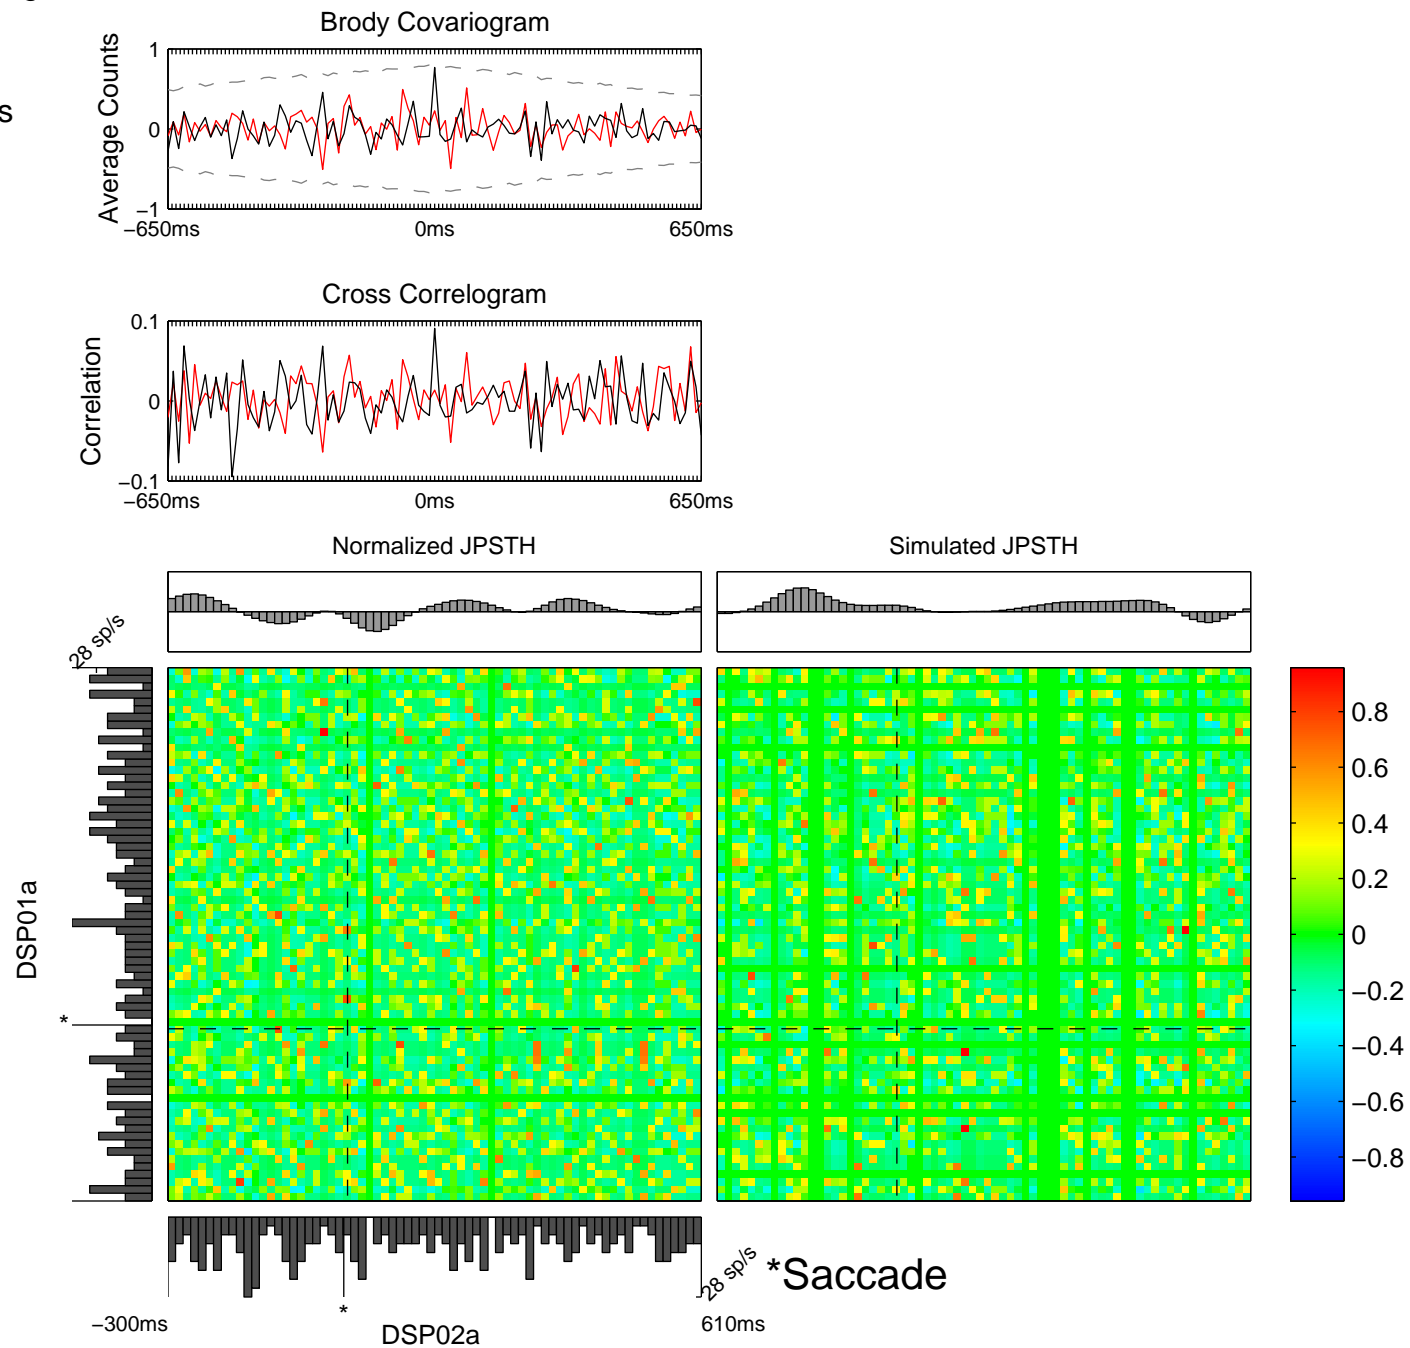 s
Brody Covariogram
Average Counts
1
0
−1
−650ms
0ms
650ms
Cross Correlogram
Correlation
0.1
0
−0.1
−650ms
0ms
650ms
Normalized JPSTH
Simulated JPSTH
28 sp/s
DSP01a
*
0.8
0.6
0.4
0.2
0
−0.2
−0.4
−0.6
−0.8
28 sp/s
*Saccade
*
−300ms
DSP02a
610ms